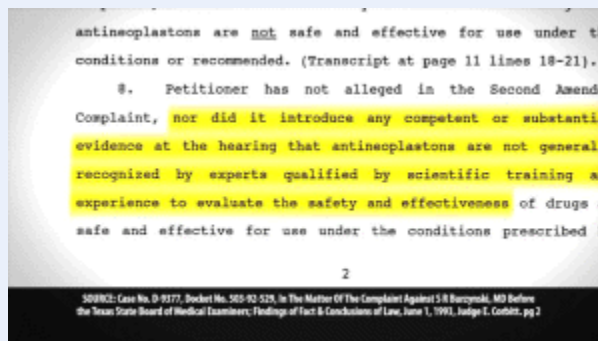 antineoplastons are not safe and effective for use under
conditions or recommended. (Transcript at page 11 lines 18-21).
8. Petitioner has not alleged in the Second Amend
Complaint, nor did it introduce any competent or substanti
evidence at the hearing that antineoplastons are not general
recognized by experts qualified by scientific training a
experience to evaluate the safety and effectiveness of drugs
safe and effective for use under the conditions prescribed
2
SOURCE: Case No. D-9377, Docket No. 503-92-529, In The Matter Of The Complaint Against S R Burzynski, MD Before
the Texas State Board of Medical Examiners; Findings of Fact & Conclusions of Law, June 1, 1993, Judge E. Corbitt. pg 2